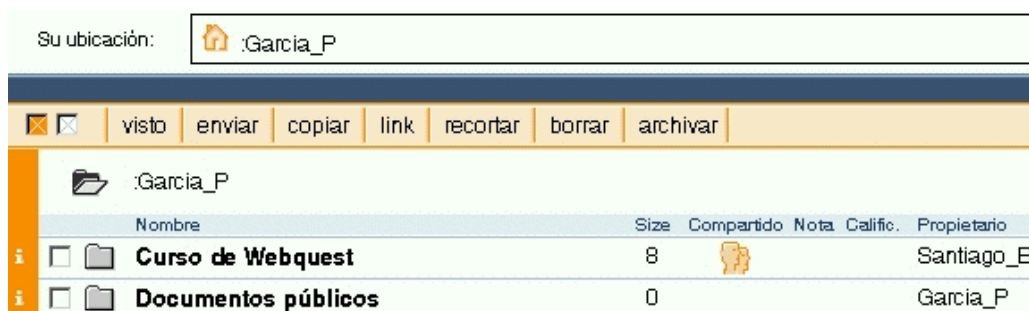 Su ubicación: :Garcia_P
visto enviar copiar link recortar borrar archivar
:Garcia_P
Nombre Size Compartido Nota Calific. Propietario
i Curso de Webquest 8 Santiago_E
i Documentos públicos 0 Garcia_P